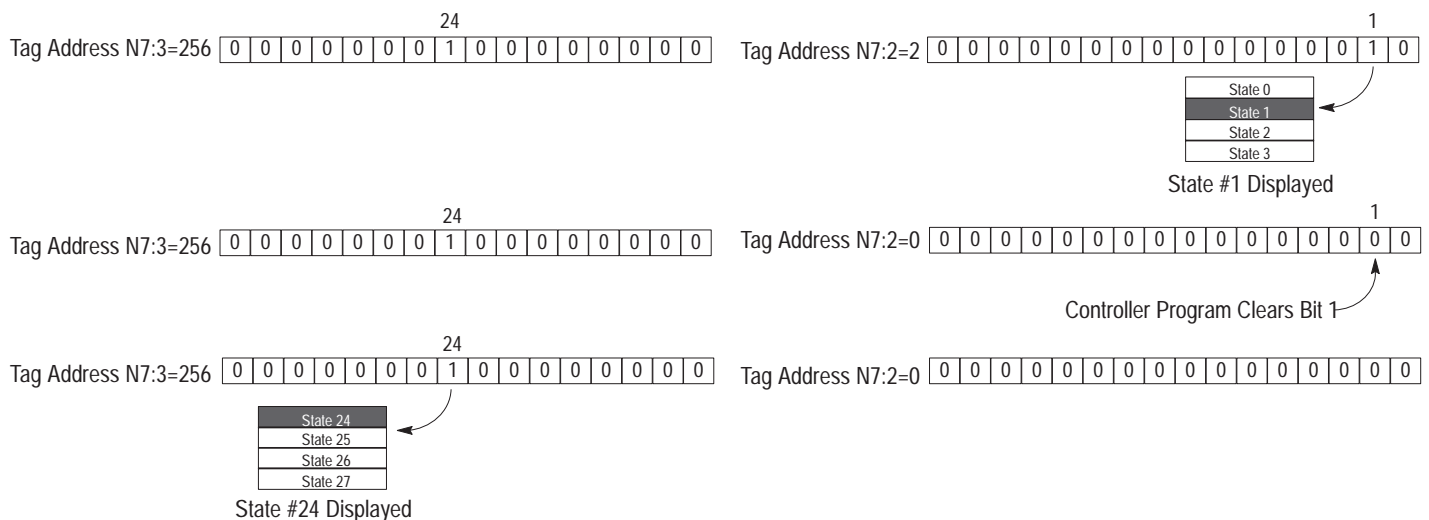 24
Tag Address N7:3=256 0 0 0 0 0 0 0 1 0 0 0 0 0 0 0 0
1
Tag Address N7:2=2 0 0 0 0 0 0 0 0 0 0 0 0 0 0 1 0
State 0
State 1
State 2
State 3
State #1 Displayed
24
Tag Address N7:3=256 0 0 0 0 0 0 0 1 0 0 0 0 0 0 0 0
1
Tag Address N7:2=0 0 0 0 0 0 0 0 0 0 0 0 0 0 0 0 0
Controller Program Clears Bit 1
24
Tag Address N7:3=256 0 0 0 0 0 0 0 1 0 0 0 0 0 0 0 0
Tag Address N7:2=0 0 0 0 0 0 0 0 0 0 0 0 0 0 0 0 0
State 24
State 25
State 26
State 27
State #24 Displayed